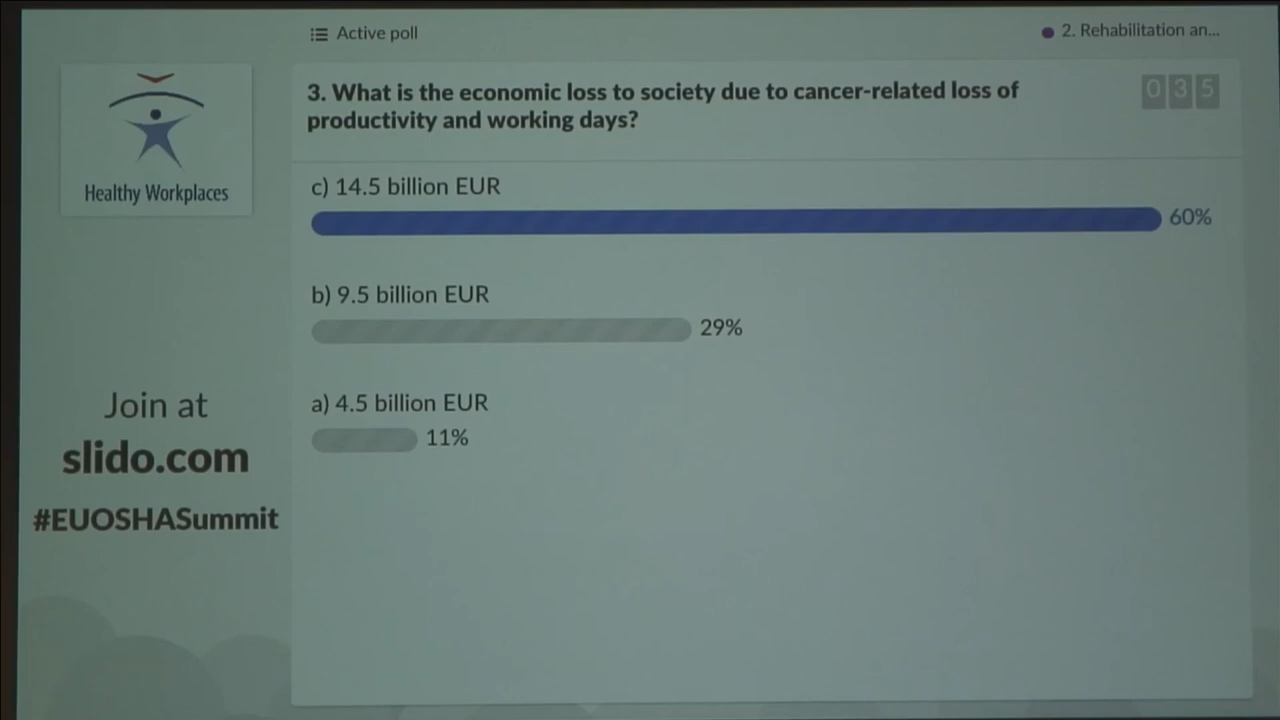 Active poll
2. Rehabilitation an...
Healthy Workplaces
3. What is the economic loss to society due to cancer-related loss of
productivity and working days?
035
c) 14.5 billion EUR
60%
b) 9.5 billion EUR
29%
a) 4.5 billion EUR
11%
Join at
slido.com
#EUOSHASummit